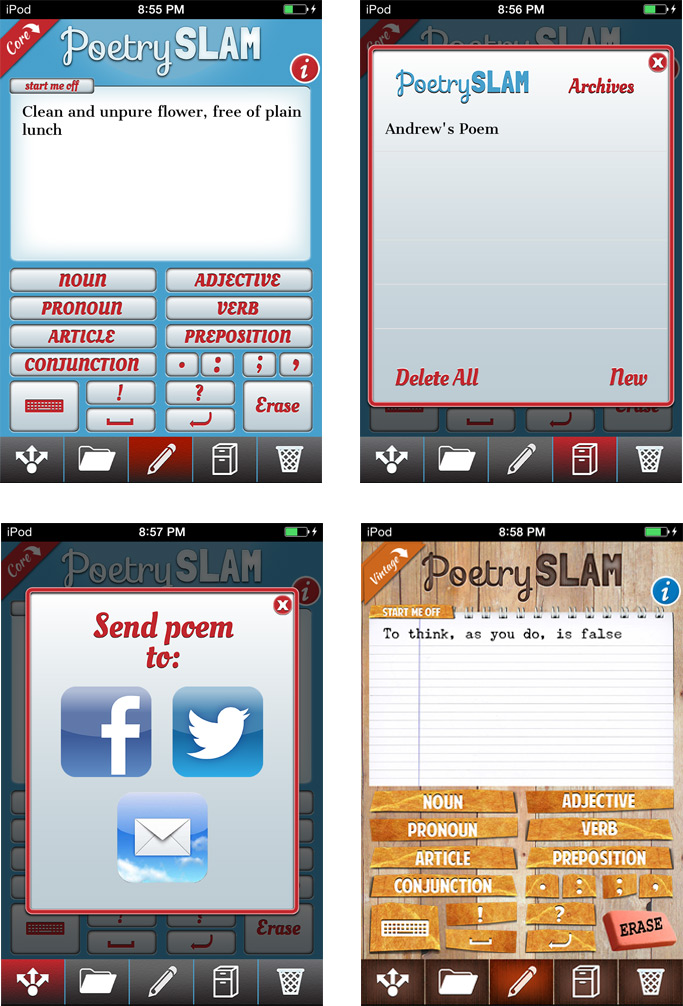 iPod 8:55 PM
Core
PoetrySLAM
i
start me off
Clean and unpure flower, free of plain
lunch
NOUN ADJECTIVE
PRONOUN VERB
ARTICLE PREPOSITION
CONJUNCTION . : ; ,
! ?
Erase
iPod 8:56 PM
Core
X
PoetrySLAM Archives
Andrew's Poem
Delete All New
Erase
iPod 8:57 PM
Core
PoetrySLAM
i
X
Send poem
to:
f
! ?
Erase
iPod 8:58 PM
Vintage
PoetrySLAM
i
START ME OFF
To think, as you do, is false
NOUN ADJECTIVE
PRONOUN VERB
ARTICLE PREPOSITION
CONJUNCTION . : ; .
! ?
ERASE